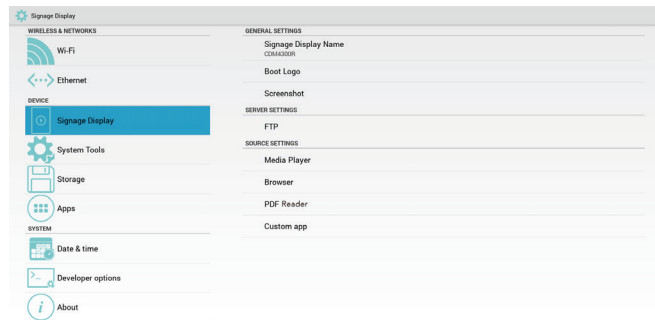 Signage Display
WIRELESS & NETWORKS
Wi-Fi
Ethernet
DEVICE
Signage Display
System Tools
Storage
Apps
SYSTEM
Date & time
Developer options
About
GENERAL SETTINGS
Signage Display Name
CDM4300R
Boot Logo
Screenshot
SERVER SETTINGS
FTP
SOURCE SETTINGS
Media Player
Browser
PDF Reader
Custom app